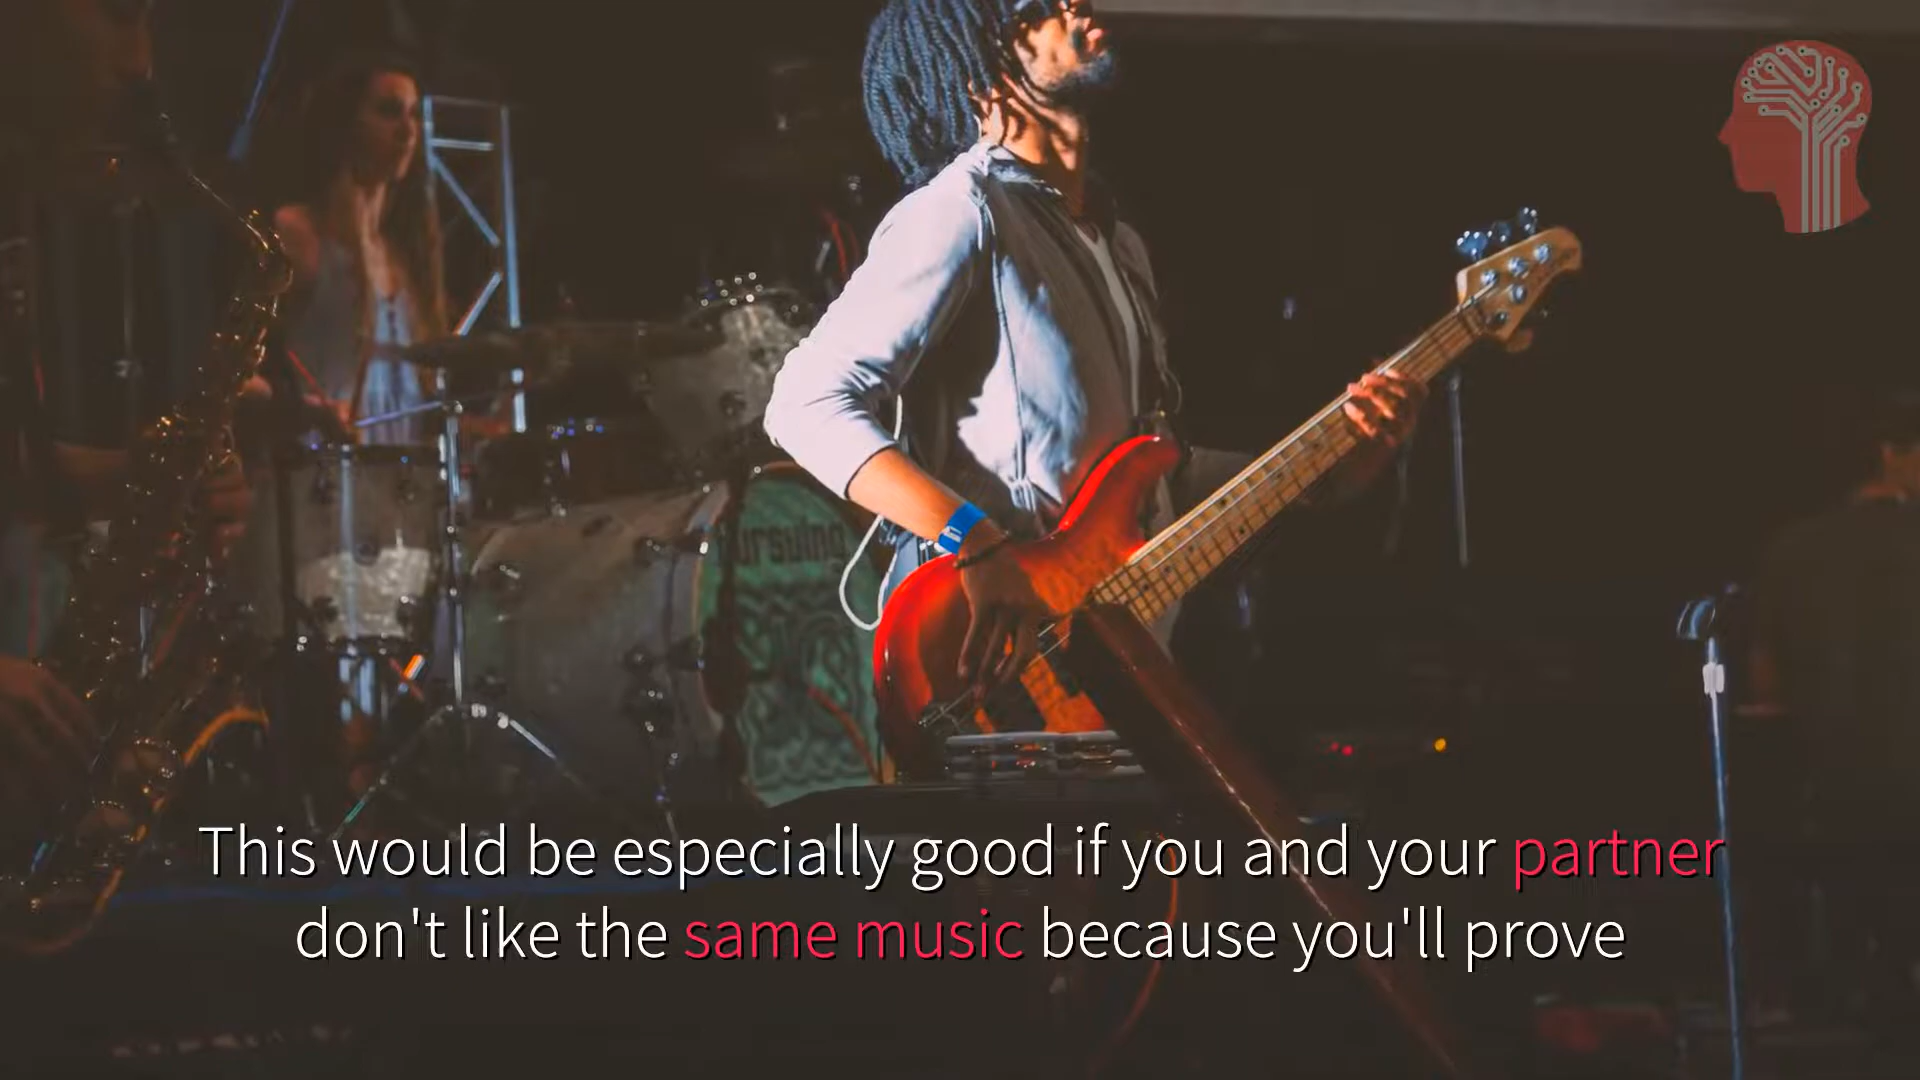 ursuing
This would be especially good if you and your partner
don't like the same music because you'll prove